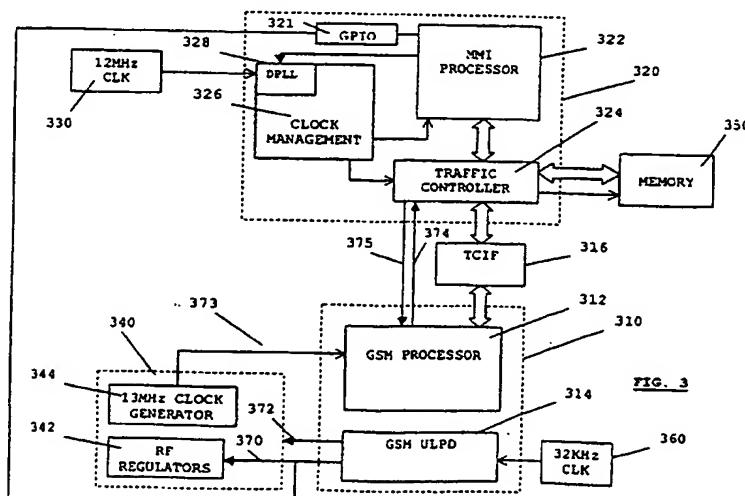 321
GPIO
328
MMI
PROCESSOR
322
12MHz
CLK
DPLL
320
326
330
CLOCK
MANAGEMENT
324
350
TRAFFIC
CONTROLLER
MEMORY
375
374
TCIF
316
373
312
340
310
GSM PROCESSOR
344
13MHz CLOCK
GENERATOR
FIG. 3
314
342
372
GSM ULPD
360
RF
REGULATORS
370
32KHz
CLK